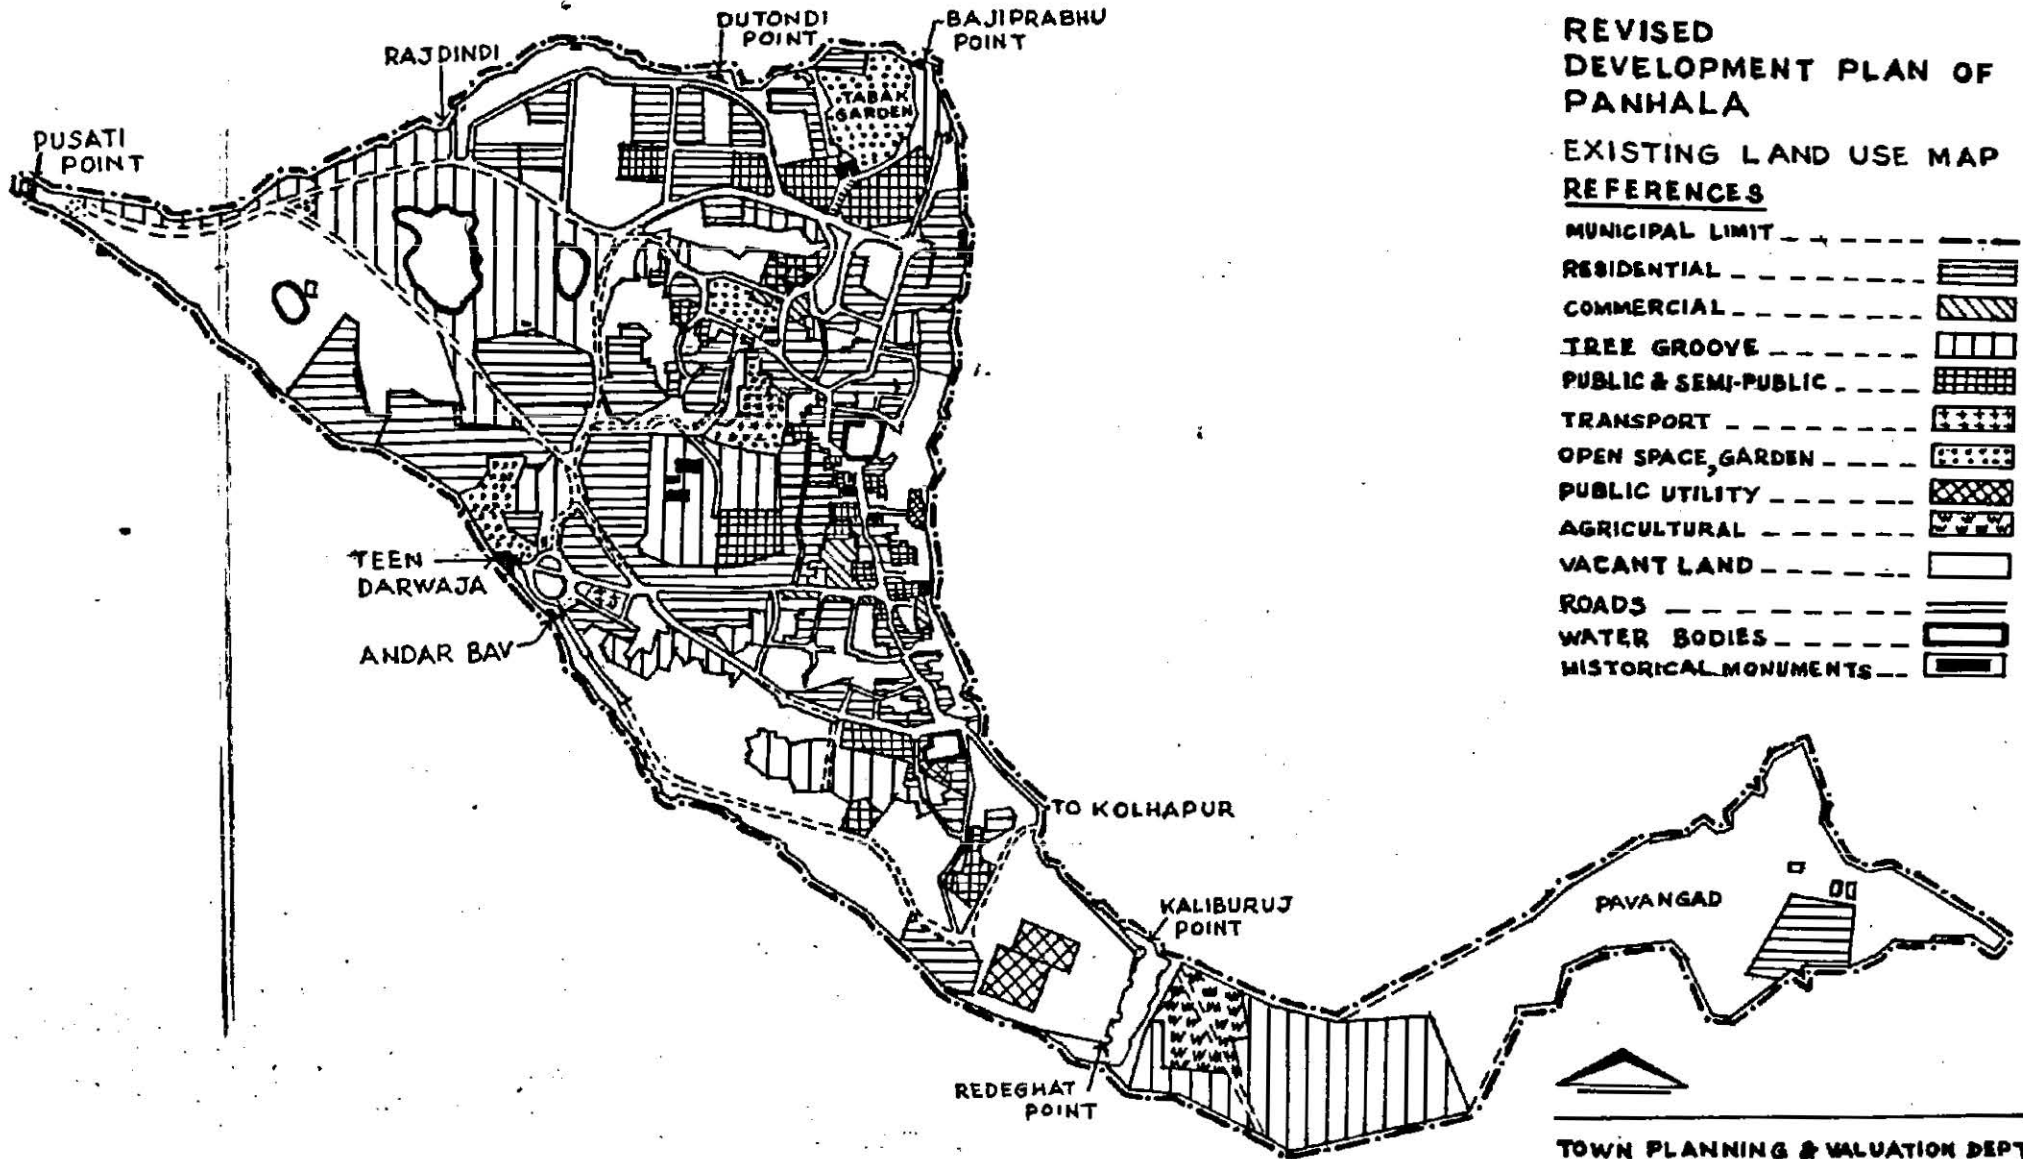 REVISED
DEVELOPMENT PLAN OF
PANHALA
EXISTING LAND USE MAP
REFERENCES
MUNICIPAL LIMIT
RESIDENTIAL
COMMERCIAL
TREE GROOVE
PUBLIC & SEMI-PUBLIC
TRANSPORT
OPEN SPACE, GARDEN
PUBLIC UTILITY
AGRICULTURAL
VACANT LAND
ROADS
WATER BODIES
HISTORICAL MONUMENTS
DUTONDI
POINT
BAJIPRABHU
POINT
RAJDINDI
TABAK
GARDEN
PUSATI
POINT
TEEN
DARWAJA
ANDAR BAV
TO KOLHAPUR
KALIBURUJ
POINT
PAVANGAD
REDEGHAT
POINT
TOWN PLANNING & VALUATION DEPT